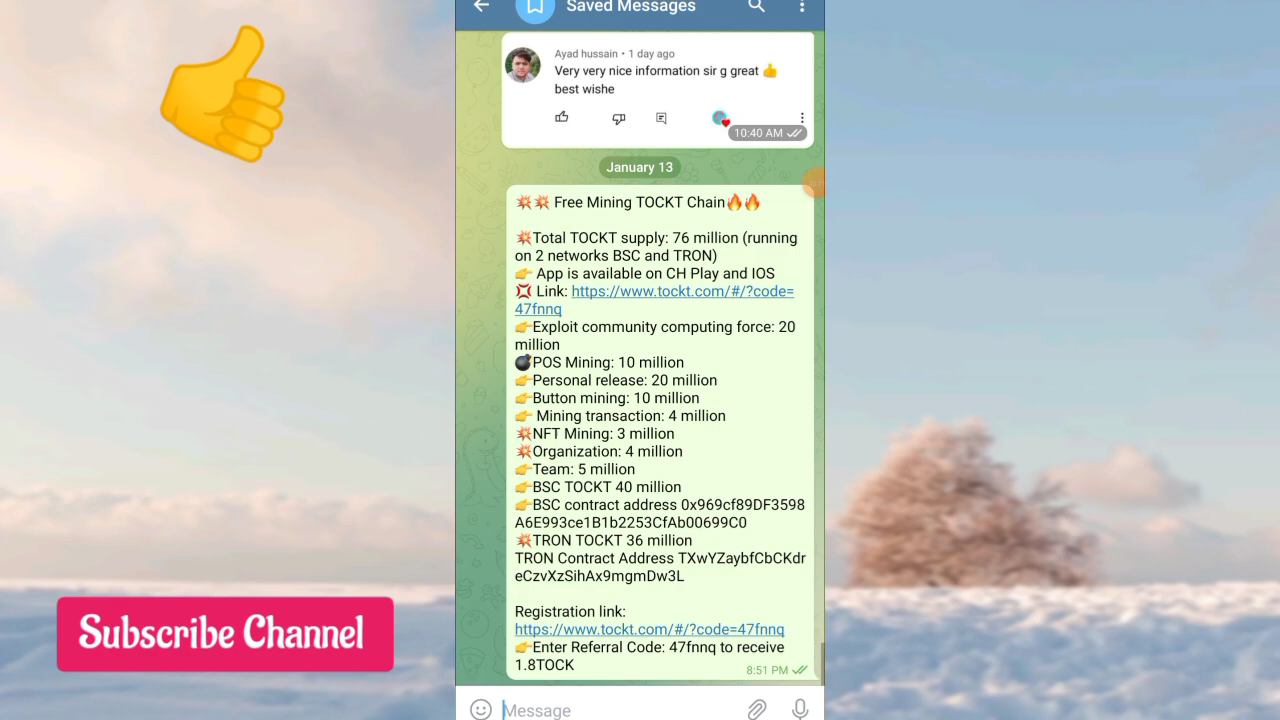 Saved Messages
Ayad hussain • 1 day ago
Very very nice information sir g great 👍
best wishe
10:40 AM
January 13
💥💥 Free Mining TOCKT Chain🔥🔥
💥Total TOCKT supply: 76 million (running
on 2 networks BSC and TRON)
👉 App is available on CH Play and IOS
💢 Link: https://www.tockt.com/#/?code=
47fnnq
👉Exploit community computing force: 20
million
💣POS Mining: 10 million
👉Personal release: 20 million
👉Button mining: 10 million
👉 Mining transaction: 4 million
💥NFT Mining: 3 million
💥Organization: 4 million
👉Team: 5 million
👉BSC TOCKT 40 million
👉BSC contract address 0x969cf89DF3598
A6E993ce1B1b2253CfAb00699C0
💥TRON TOCKT 36 million
TRON Contract Address TXwYZaybfCbCKdr
eCzvXzSihAx9mgmDw3L
Registration link:
https://www.tockt.com/#/?code=47fnnq
👉Enter Referral Code: 47fnnq to receive
1.8TOCK
8:51 PM
Message
Subscribe Channel